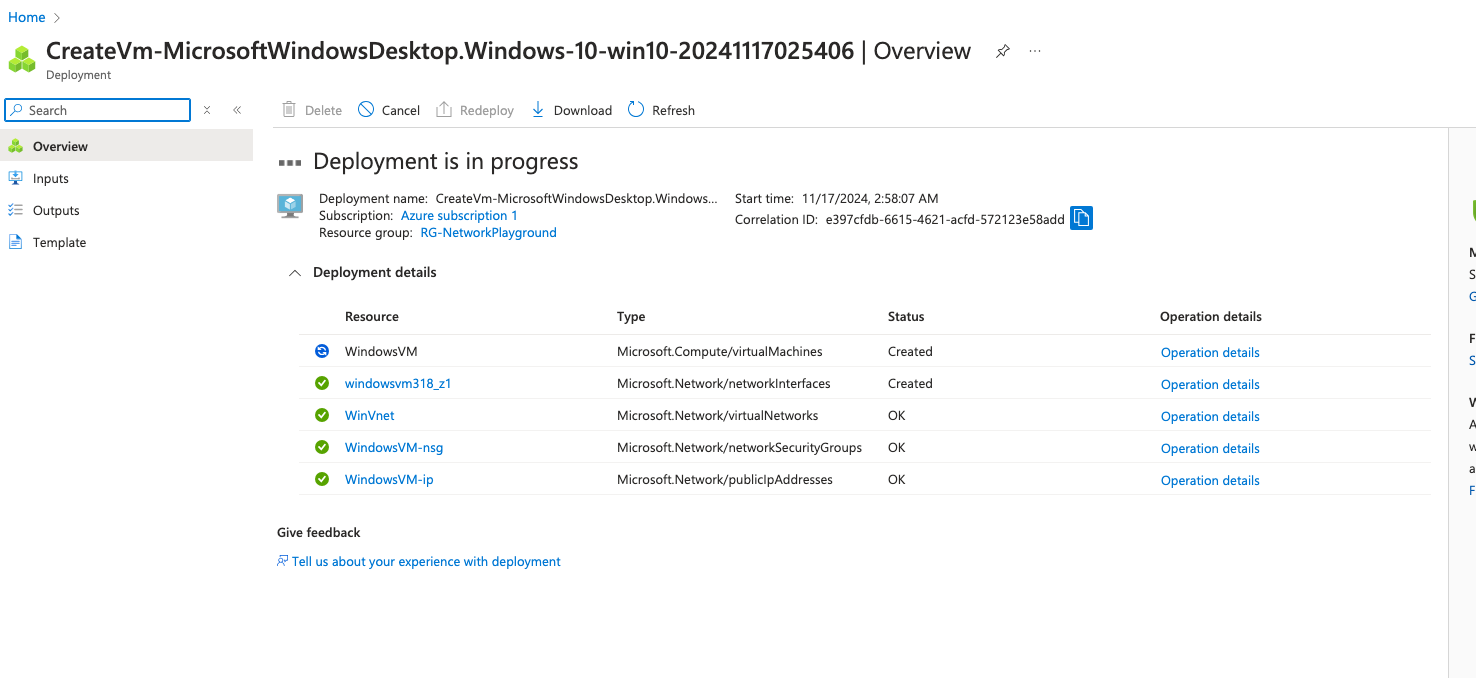 Home
CreateVm-MicrosoftWindowsDesktop.Windows-10-win10-20241117025406 | Overview
Deployment
Search
Delete Cancel Redeploy Download Refresh
Overview
Inputs
Outputs
Template
Deployment is in progress
Deployment name: CreateVm-MicrosoftWindowsDesktop.Windows...
Subscription: Azure subscription 1
Resource group: RG-NetworkPlayground
Start time: 11/17/2024, 2:58:07 AM
Correlation ID: e397cfdb-6615-4621-acfd-572123e58add
Deployment details
Resource Type Status Operation details
WindowsVM Microsoft.Compute/virtualMachines Created Operation details
windowsvm318_z1 Microsoft.Network/networkInterfaces Created Operation details
WinVnet Microsoft.Network/virtualNetworks OK Operation details
WindowsVM-nsg Microsoft.Network/networkSecurityGroups OK Operation details
WindowsVM-ip Microsoft.Network/publicIpAddresses OK Operation details
Give feedback
Tell us about your experience with deployment